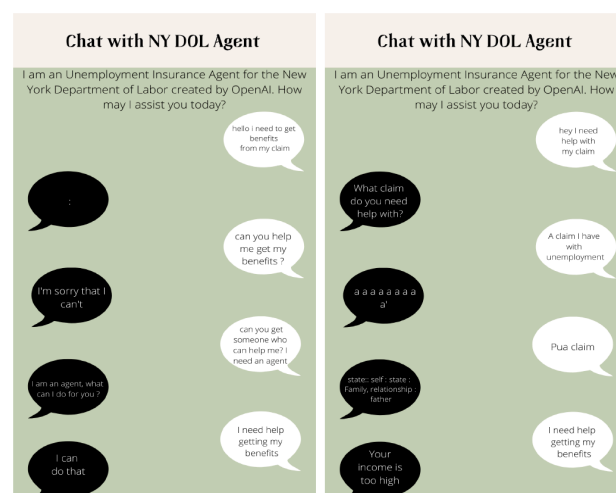 Chat with NY DOL Agent
I am an Unemployment Insurance Agent for the New
York Department of Labor created by OpenAI. How
may I assist you today?
hello i need to get
benefits
from my claim
:
can you help
me get my
benefits ?
I'm sorry that I
can't
can you get
someone who
can help me? I
need an agent
I am an agent, what
can I do for you ?
I need help
getting my
benefits
I can
do that
Chat with NY DOL Agent
I am an Unemployment Insurance Agent for the New
York Department of Labor created by OpenAI. How
may I assist you today?
hey I need
help with
my claim
What claim
do you need
help with?
A claim I have
with
unemployment
a a a a a a a a
a'
Pua claim
state:: self : state :
Family, relationship :
father
I need help
getting my
benefits
Your
income is
too high